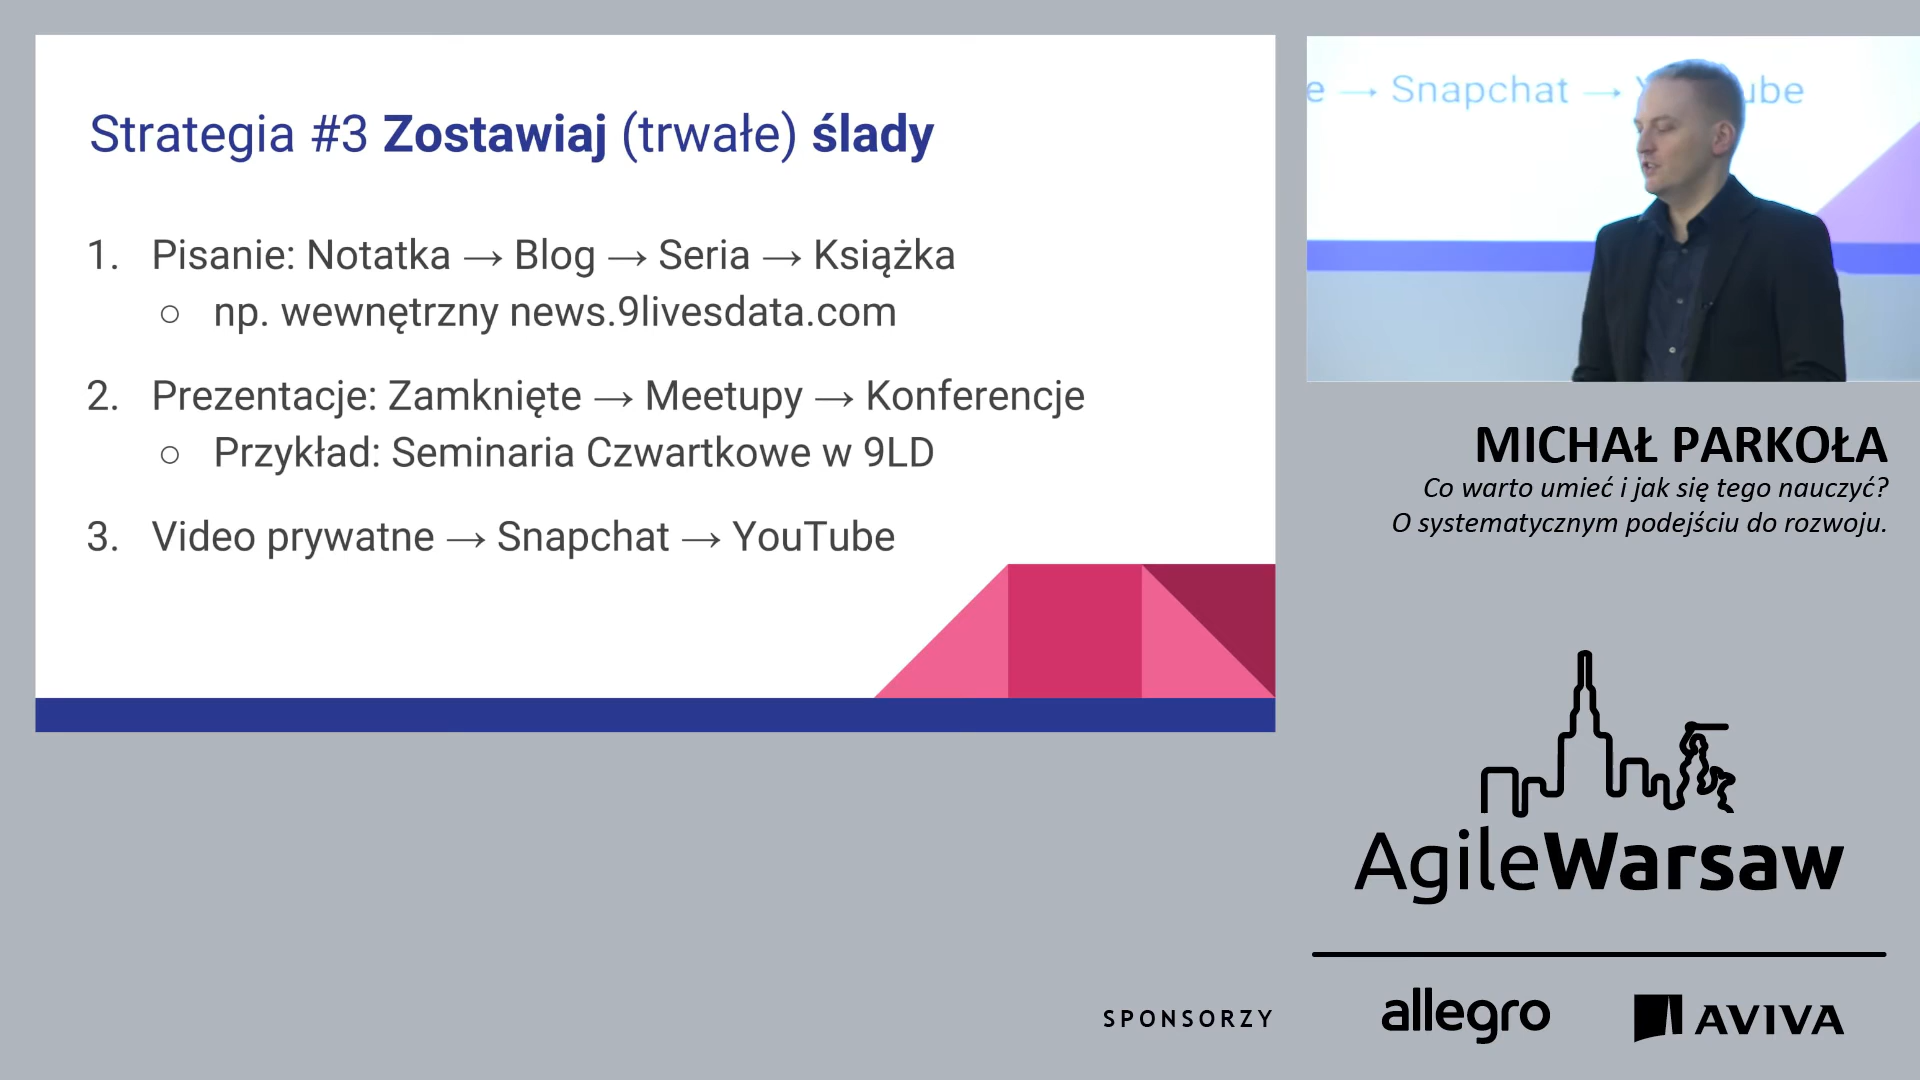 Strategia #3 Zostawiaj (trwałe) ślady
1. Pisanie: Notatka → Blog → Seria → Książka
○ np. wewnętrzny news.9livesdata.com
2. Prezentacje: Zamknięte → Meetupy → Konferencje
○ Przykład: Seminaria Czwartkowe w 9LD
3. Video prywatne → Snapchat → YouTube
e → Snapchat → Y ube
MICHAŁ PARKOŁA
Co warto umieć i jak się tego nauczyć?
O systematycznym podejściu do rozwoju.
AgileWarsaw
SPONSORZY
allegro
AVIVA